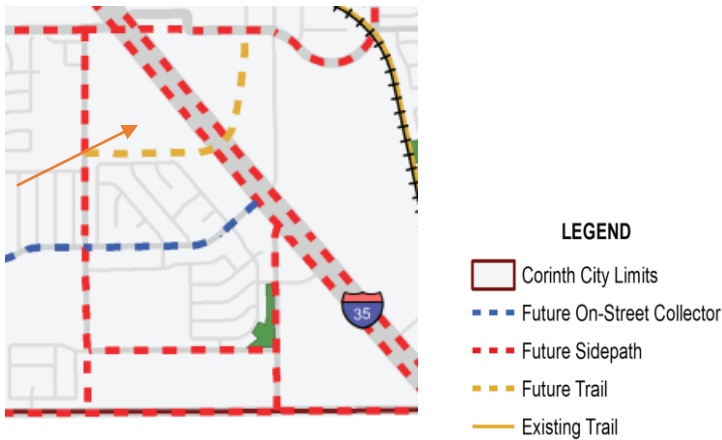 35
LEGEND
Corinth City Limits
Future On-Street Collector
Future Sidepath
Future Trail
Existing Trail